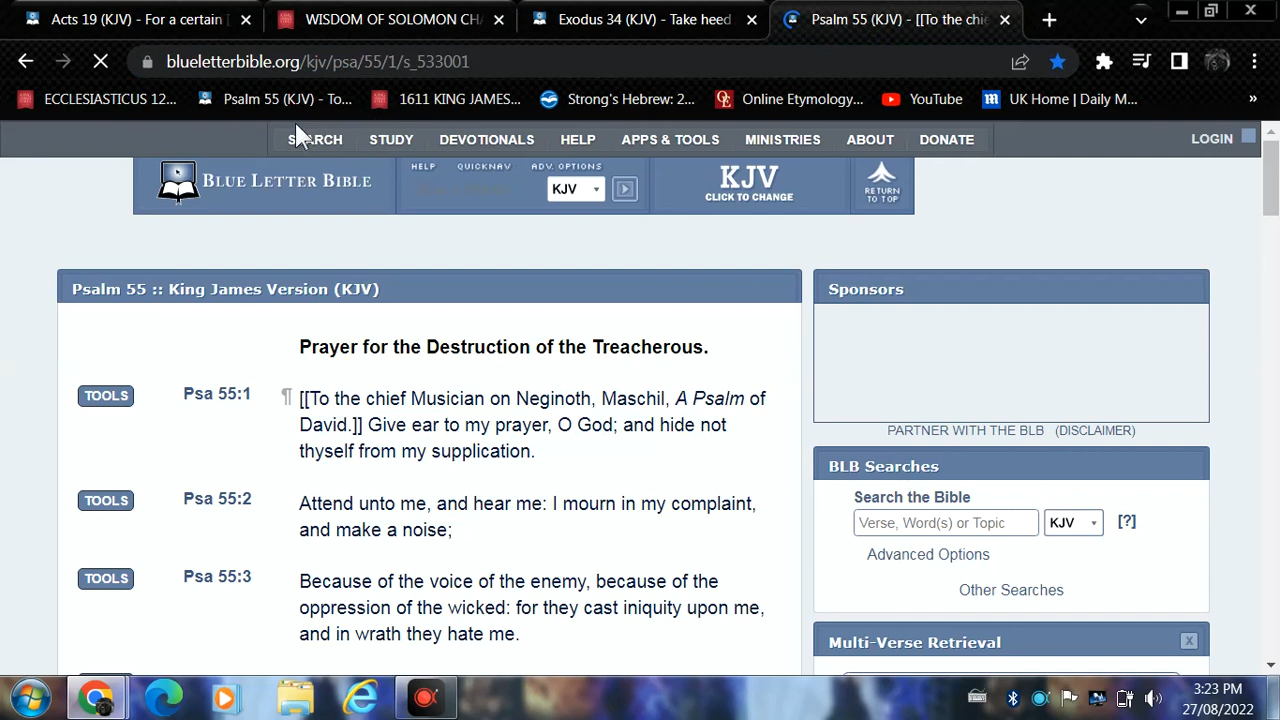 Acts 19 (KJV) - For a certain
WISDOM OF SOLOMON CHA
Exodus 34 (KJV) - Take heed
Psalm 55 (KJV) - [[To the chie
blueletterbible.org/kjv/psa/55/1/s_533001
ECCLESIASTICUS 12...
Psalm 55 (KJV) - To...
1611 KING JAMES...
Strong's Hebrew: 2...
Online Etymology...
YouTube
UK Home | Daily M...
»
SEARCH STUDY DEVOTIONALS HELP APPS & TOOLS MINISTRIES ABOUT DONATE LOGIN
BLUE LETTER BIBLE
HELP QUICKNAV ADV. OPTIONS
KJV
KJV
CLICK TO CHANGE
RETURN
TO TOP
Psalm 55 :: King James Version (KJV)
Prayer for the Destruction of the Treacherous.
TOOLS Psa 55:1 ¶ [[To the chief Musician on Neginoth, Maschil, A Psalm of
David.]] Give ear to my prayer, O God; and hide not
thyself from my supplication.
TOOLS Psa 55:2 Attend unto me, and hear me: I mourn in my complaint,
and make a noise;
TOOLS Psa 55:3 Because of the voice of the enemy, because of the
oppression of the wicked: for they cast iniquity upon me,
and in wrath they hate me.
Sponsors
PARTNER WITH THE BLB (DISCLAIMER)
BLB Searches
Search the Bible
Verse, Word(s) or Topic KJV [?]
Advanced Options
Other Searches
Multi-Verse Retrieval X
3:23 PM
27/08/2022